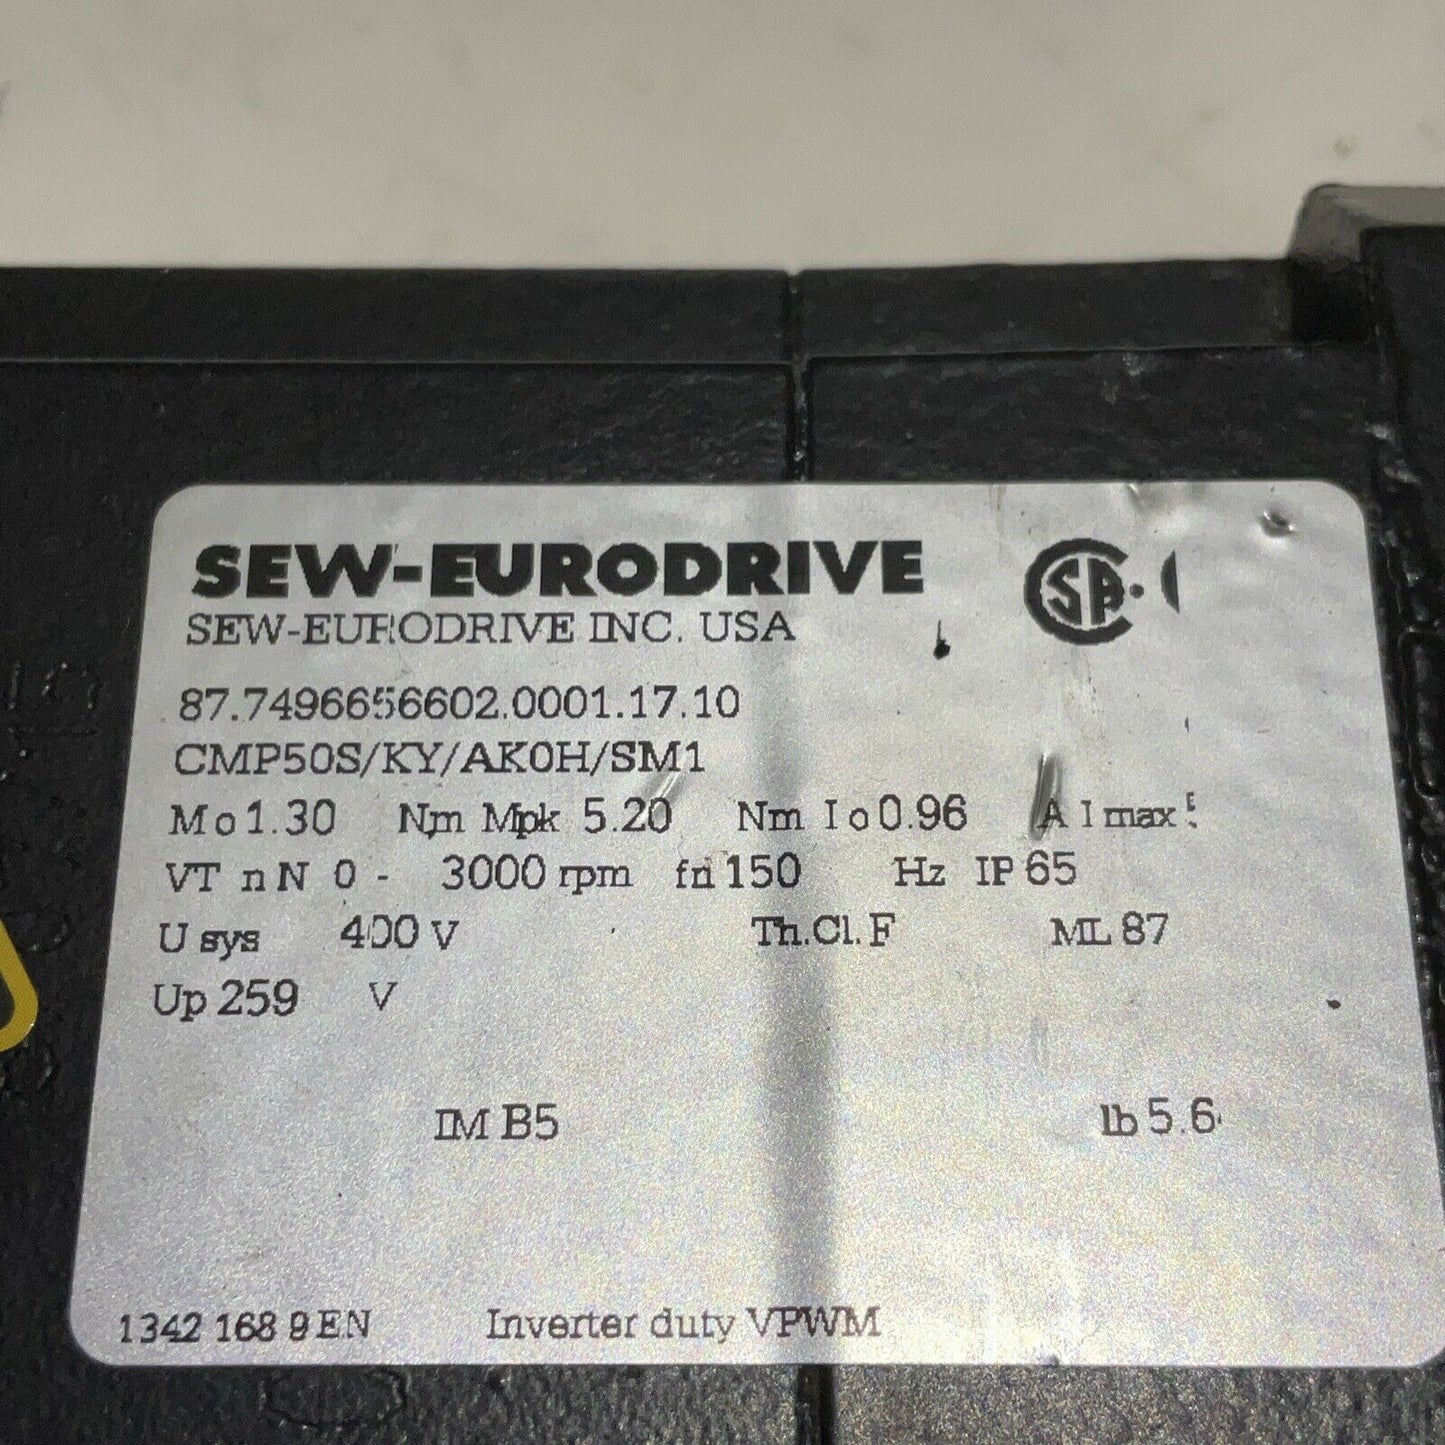 SEW-EURODRIVE
SEW-EURODRIVE INC. USA
87.7496656602.0001.17.10
CMP50S/KY/AK0H/SM1
Mo 1.30 Nm Mpk 5.20 Nm Io 0.96 A Imax
VT nN 0 - 3000 rpm fn 150 Hz IP 65
U sys 400 V Th.Cl. F ML 87
Up 259 V
IM B5 lb 5.6
1342 168 9 EN Inverter duty VPWM